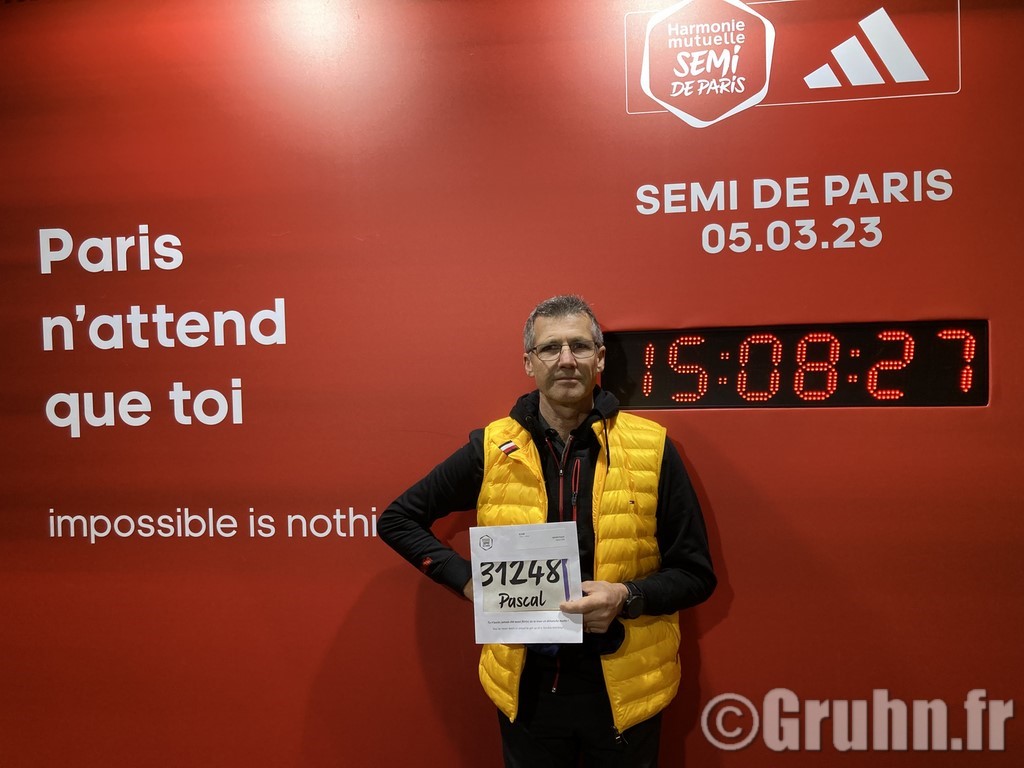 Harmonie
mutuelle
SEMi
DE PARiS
SEMI DE PARIS
05.03.23
Paris
n'attend
que toi
15:08:27
impossible is nothi
31248
Pascal
©Gruhn.fr